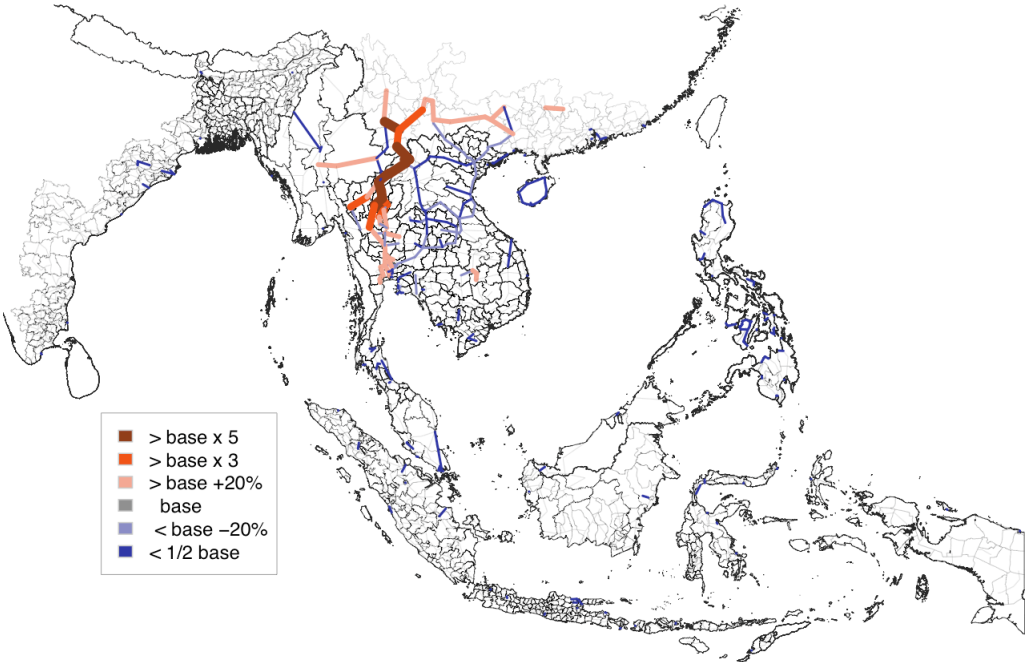 > base x 5
> base x 3
> base +20%
base
< base −20%
< 1/2 base